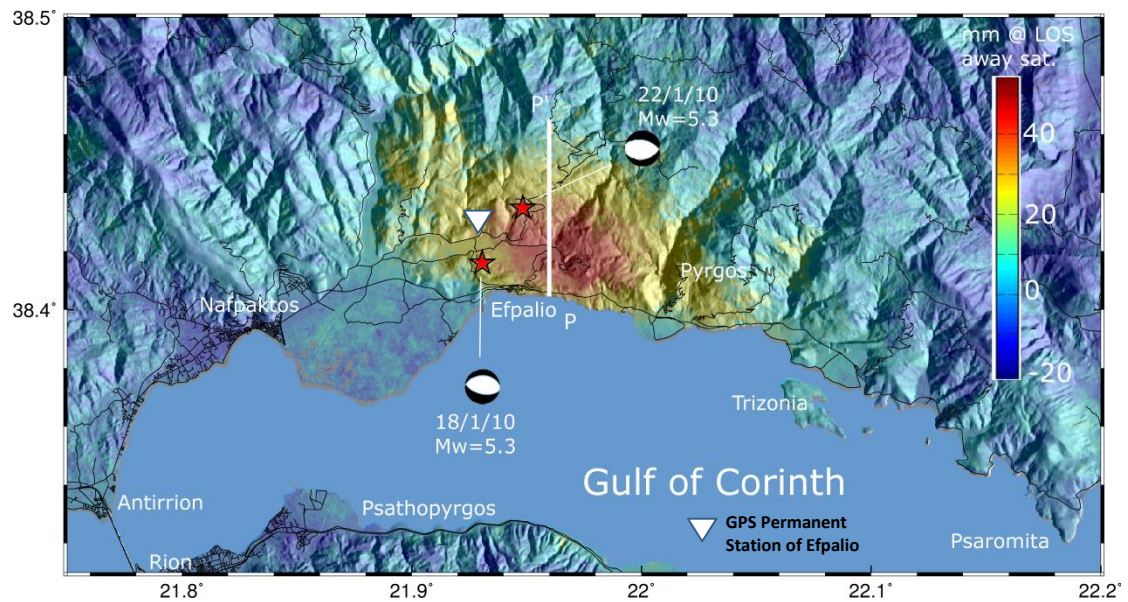 38.5˚
mm @ LOS
away sat.
22/1/10
Mw=5.3
P'
40
20
0
-20
Pyrgos
Nafpaktos
38.4˚
Efpalio
P
Trizonia
18/1/10
Mw=5.3
Gulf of Corinth
Antirrion
Psathopyrgos
GPS Permanent
Station of Efpalio
Psaromita
Rion
21.8˚
21.9˚
22˚
22.1˚
22.2˚